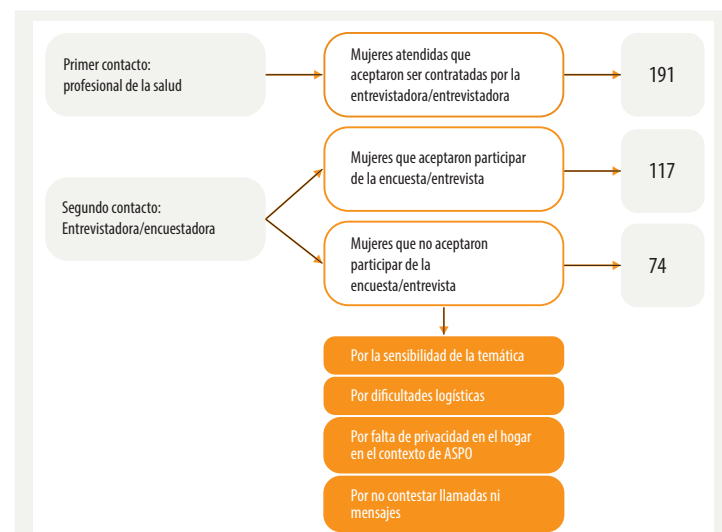 Primer contacto:
profesional de la salud
Mujeres atendidas que
aceptaron ser contratadas por la
entrevistadora/entrevistadora
191
Segundo contacto:
Entrevistadora/encuestadora
Mujeres que aceptaron participar
de la encuesta/entrevista
117
Mujeres que no aceptaron
participar de la
encuesta/entrevista
74
Por la sensibilidad de la temática
Por dificultades logísticas
Por falta de privacidad en el hogar
en el contexto de ASPO
Por no contestar llamadas ni
mensajes